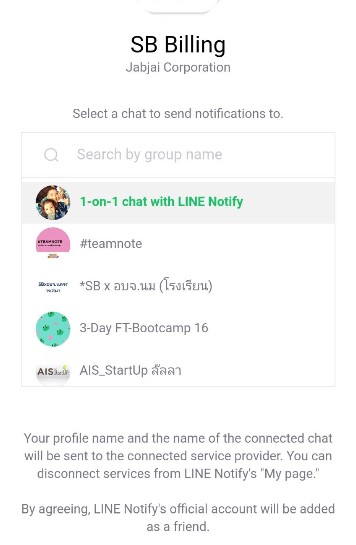 SB Billing
Jabjai Corporation
Select a chat to send notifications to.
Search by group name
1-on-1 chat with LINE Notify
#TEAMNOTE
#teamnote
*SB x อบจ.นม (โรงเรียน)
3-Day FT-Bootcamp 16
AIS StartUp
AIS_StartUp ลัลลา
Your profile name and the name of the connected chat
will be sent to the connected service provider. You can
disconnect services from LINE Notify's "My page."
By agreeing, LINE Notify's official account will be added
as a friend.